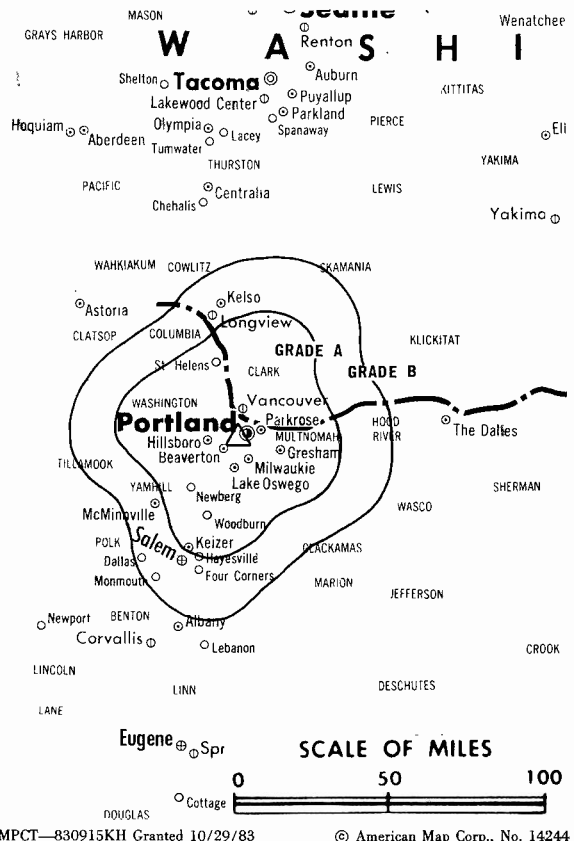 MASON
Seattle
Wenatchee
GRAYS HARBOR
Renton
W A S H I
Auburn
Shelton
Tacoma
KITTITAS
Lakewood Center
Puyallup
Parkland
Hoquiam
Aberdeen
Olympia
Lacey
Spanaway
PIERCE
Eli
Tumwater
THURSTON
YAKIMA
PACIFIC
Centralia
LEWIS
Chehalis
Yakima
WAHKIAKUM
COWLITZ
SKAMANIA
Astoria
Kelso
Longview
CLATSOP
COLUMBIA
KLICKITAT
GRADE A
St Helens
CLARK
GRADE B
WASHINGTON
Vancouver
Portland
Parkrose
HOOD
RIVER
The Dalles
Hillsboro
MULTNOMAH
Beaverton
Gresham
TILLAMOOK
Milwaukie
Lake Oswego
YAMHILL
Newberg
SHERMAN
McMinnville
WASCO
Woodburn
Salem
Keizer
POLK
CLACKAMAS
Dallas
Hayesville
Monmouth
Four Corners
MARION
JEFFERSON
Newport
BENTON
Albany
Corvallis
Lebanon
CROOK
LINCOLN
LINN
DESCHUTES
LANE
Eugene
Spr
SCALE OF MILES
0 50 100
Cottage
DOUGLAS
MPCT—830915KH Granted 10/29/83
© American Map Corp., No. 14244